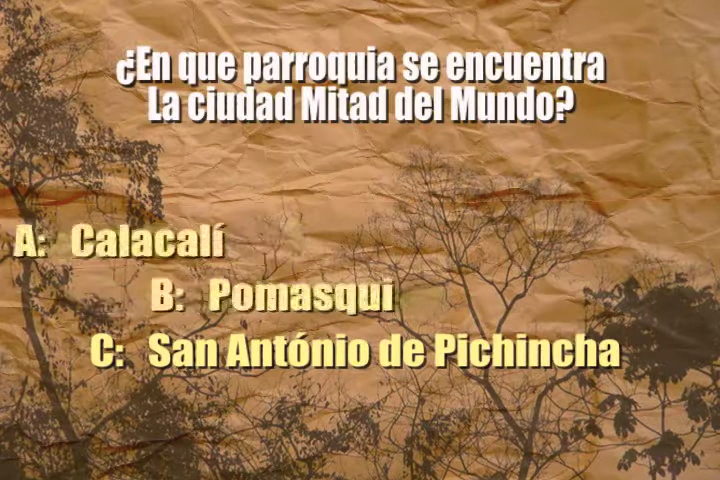 ¿En que parroquia se encuentra
La ciudad Mitad del Mundo?
A: Calacalí
B: Pomasqui
C: San António de Pichincha